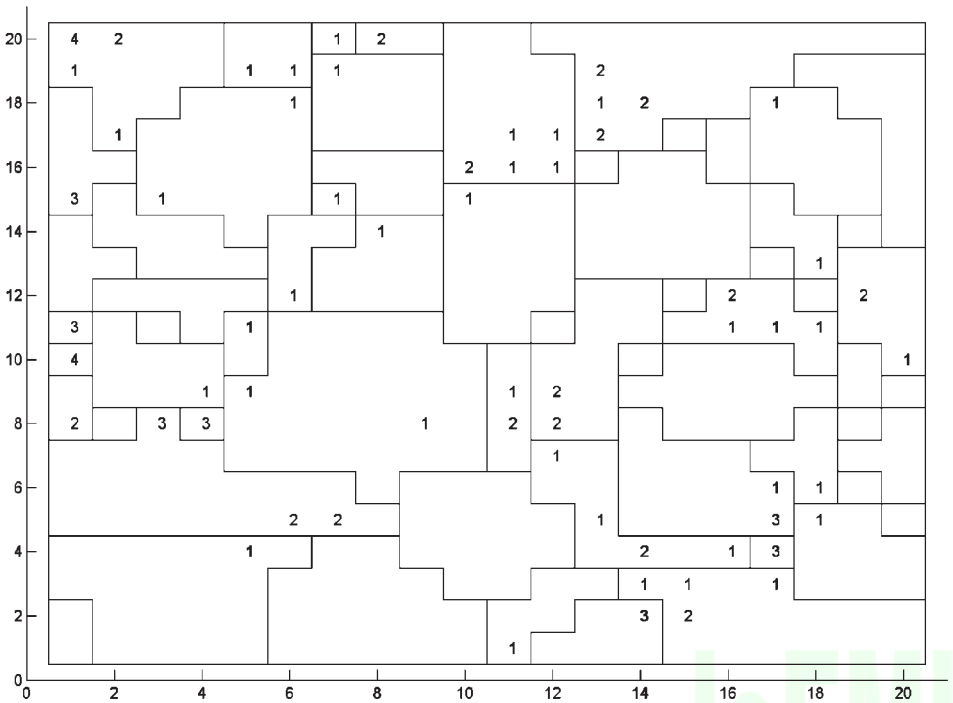 20 4 2 1 2
1 1 1 1 2
18 1 1 2 1
1 1 1 2
16 2 1 1
3 1 1 1
14 1
1
12 1 2 2
3 1 1 1 1
10 4 1
1 1 1 2
8 2 3 3 1 2 2
1
6 1 1
2 2 1 3 1
4 1 2 1 3
1 1 1
2 3 2
1
0
0 2 4 6 8 10 12 14 16 18 20